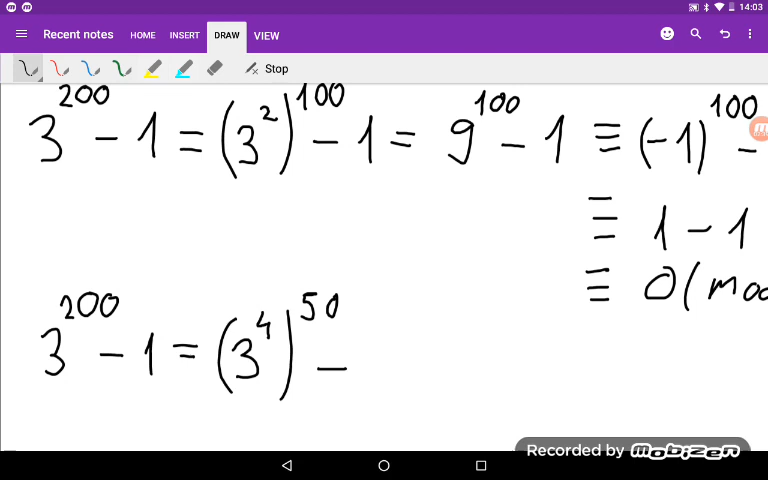 14:03
Recent notes HOME INSERT DRAW VIEW
Stop
3^200 - 1 = (3^2)^100 - 1 = 9^100 - 1 ≡ (-1)^100 -
≡ 1 - 1
≡ 0 (mod
3^200 - 1 = (3^4)^50 -
Recorded by mobizen